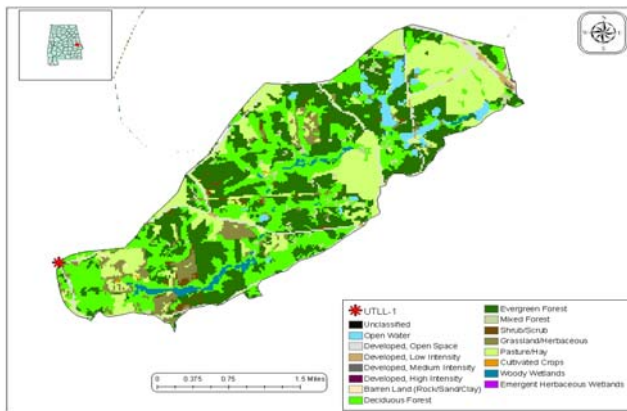 N
W
E
S
UTLL-1
Unclassified
Open Water
Developed, Open Space
Developed, Low Intensity
Developed, Medium Intensity
Developed, High Intensity
Barren Land (Rock/Sand/Clay)
Deciduous Forest
Evergreen Forest
Mixed Forest
Shrub/Scrub
Grassland/Herbaceous
Pasture/Hay
Cultivated Crops
Woody Wetlands
Emergent Herbaceous Wetlands
0 0.375 0.75 1.5 Miles